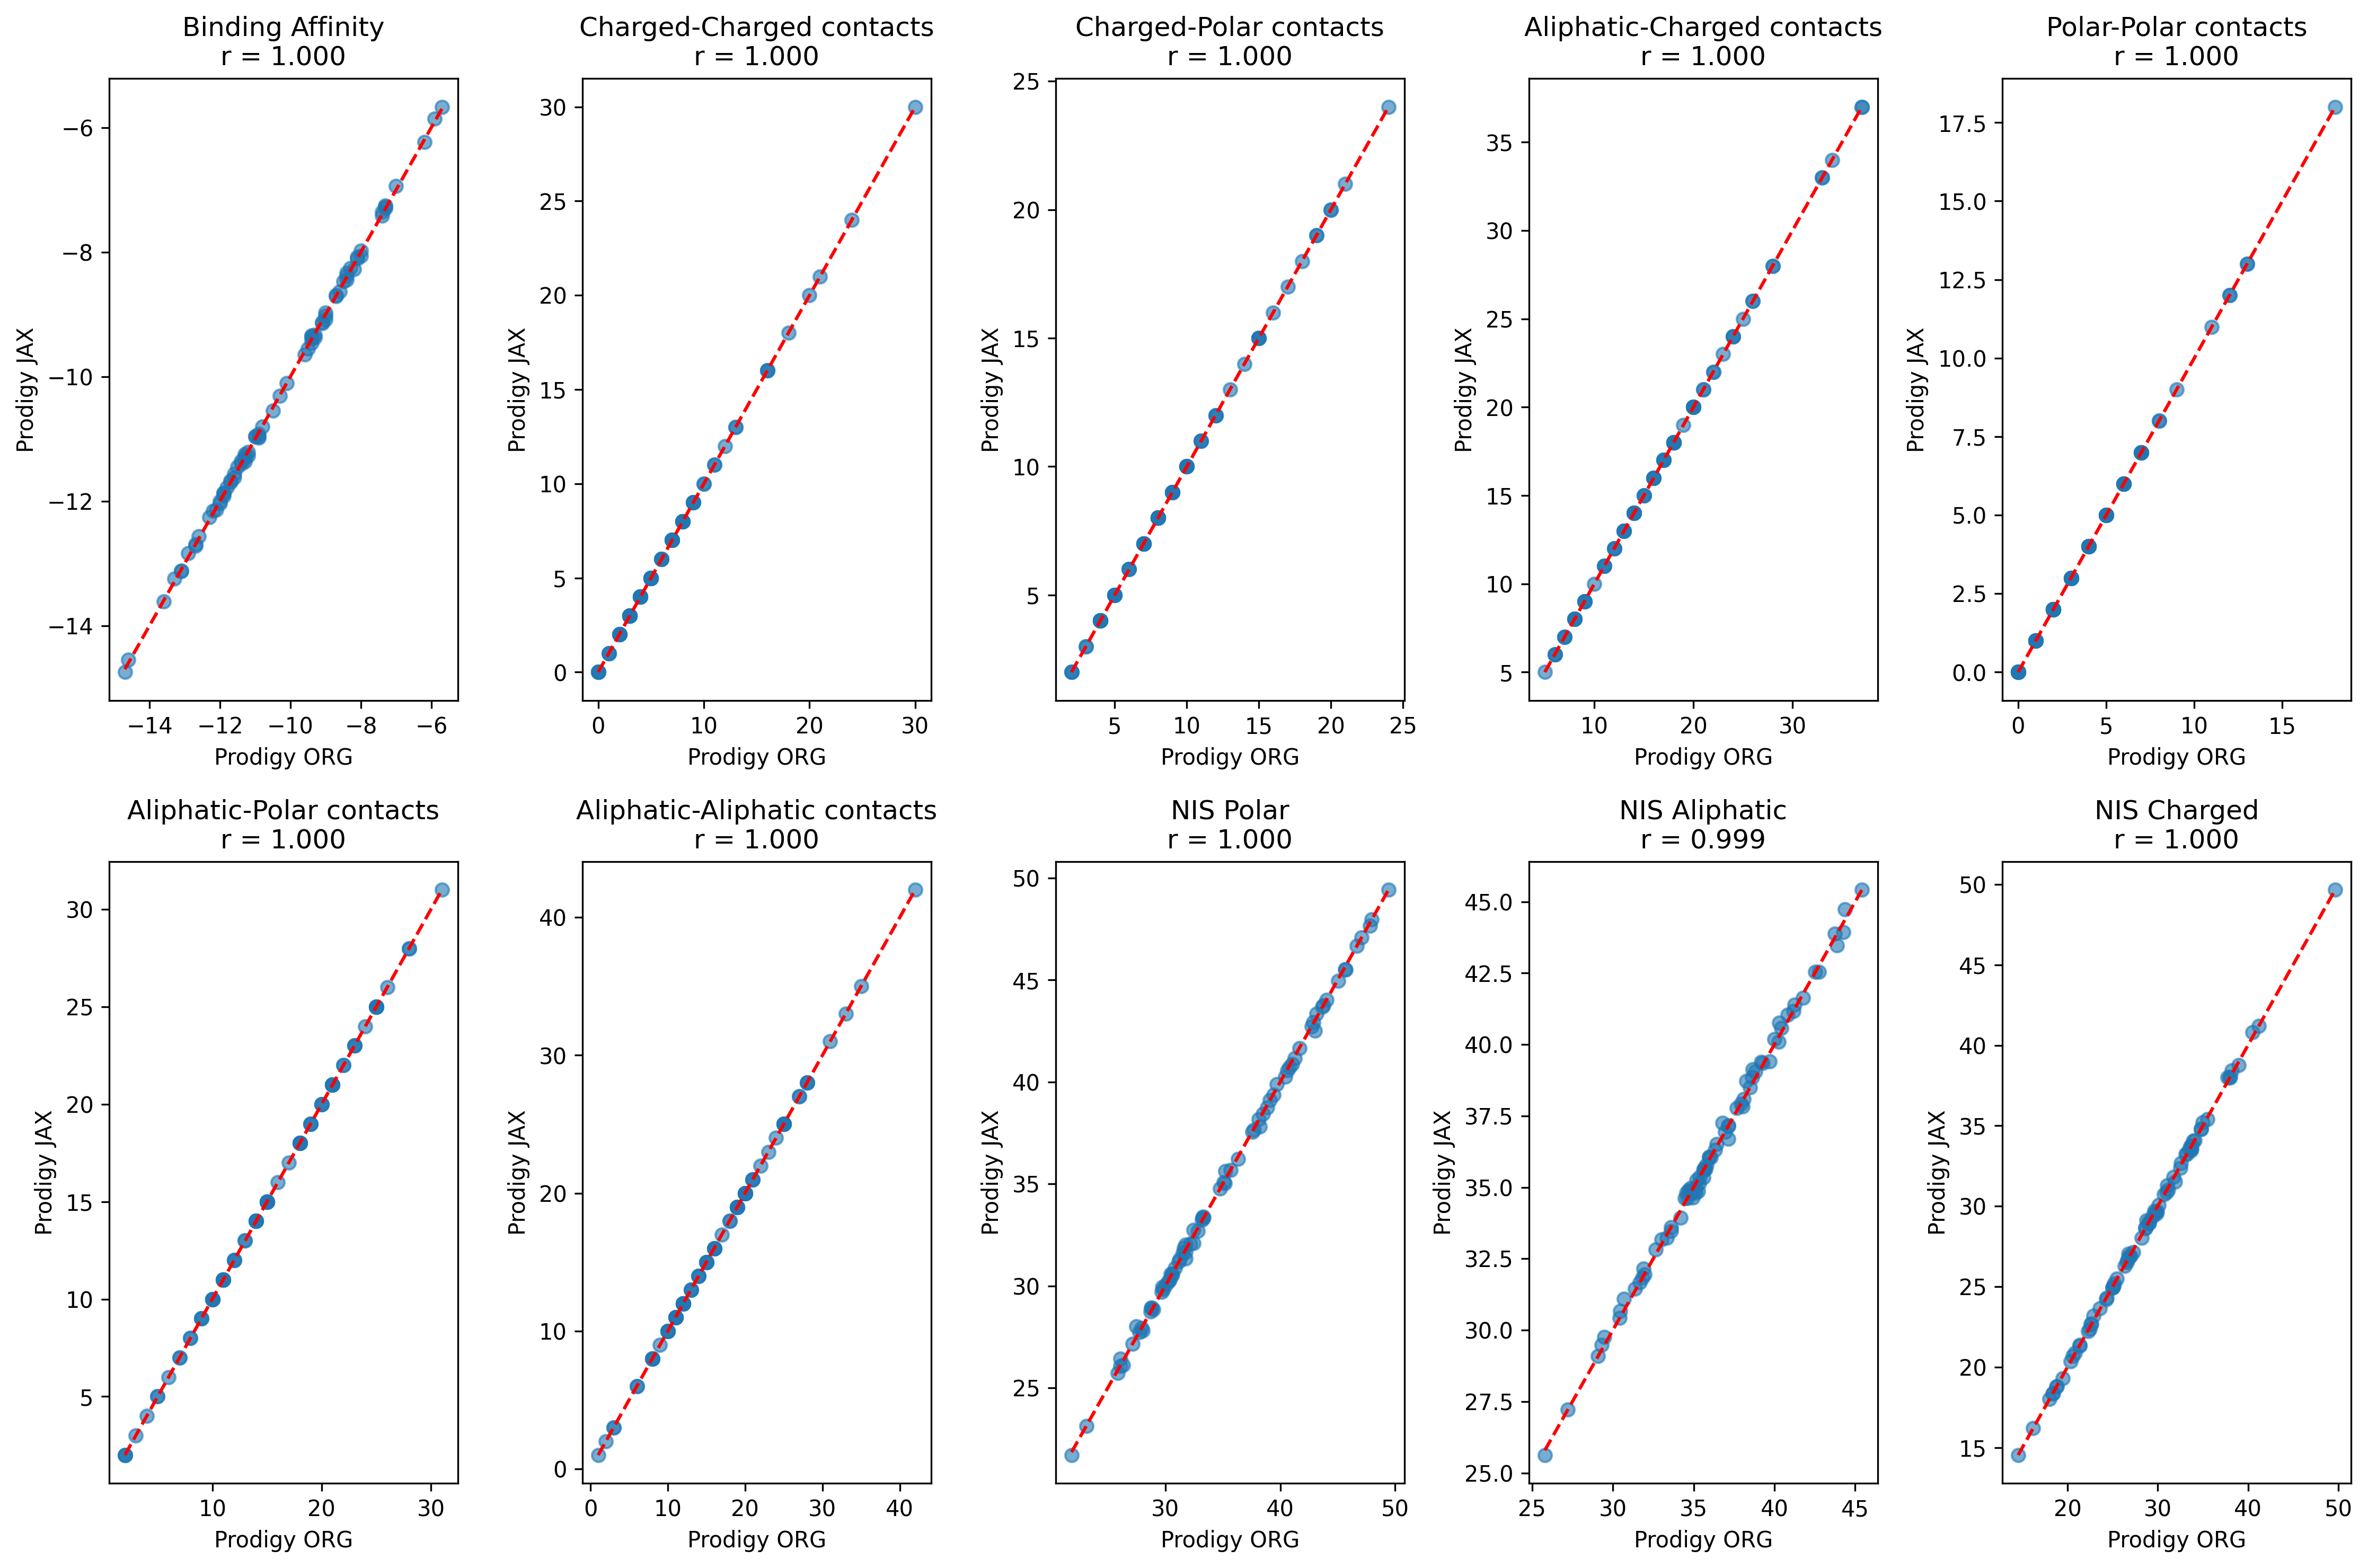 Binding Affinity
r = 1.000
−6
−8
−10
−12
−14
Prodigy JAX
−14 −12 −10 −8 −6
Prodigy ORG
Charged-Charged contacts
r = 1.000
30
25
20
15
10
5
0
Prodigy JAX
0 10 20 30
Prodigy ORG
Charged-Polar contacts
r = 1.000
25
20
15
10
5
Prodigy JAX
5 10 15 20 25
Prodigy ORG
Aliphatic-Charged contacts
r = 1.000
35
30
25
20
15
10
5
Prodigy JAX
10 20 30
Prodigy ORG
Polar-Polar contacts
r = 1.000
17.5
15.0
12.5
10.0
7.5
5.0
2.5
0.0
Prodigy JAX
0 5 10 15
Prodigy ORG
Aliphatic-Polar contacts
r = 1.000
30
25
20
15
10
5
Prodigy JAX
10 20 30
Prodigy ORG
Aliphatic-Aliphatic contacts
r = 1.000
40
30
20
10
0
Prodigy JAX
0 10 20 30 40
Prodigy ORG
NIS Polar
r = 1.000
50
45
40
35
30
25
Prodigy JAX
30 40 50
Prodigy ORG
NIS Aliphatic
r = 0.999
45.0
42.5
40.0
37.5
35.0
32.5
30.0
27.5
25.0
Prodigy JAX
25 30 35 40 45
Prodigy ORG
NIS Charged
r = 1.000
50
45
40
35
30
25
20
15
Prodigy JAX
20 30 40 50
Prodigy ORG